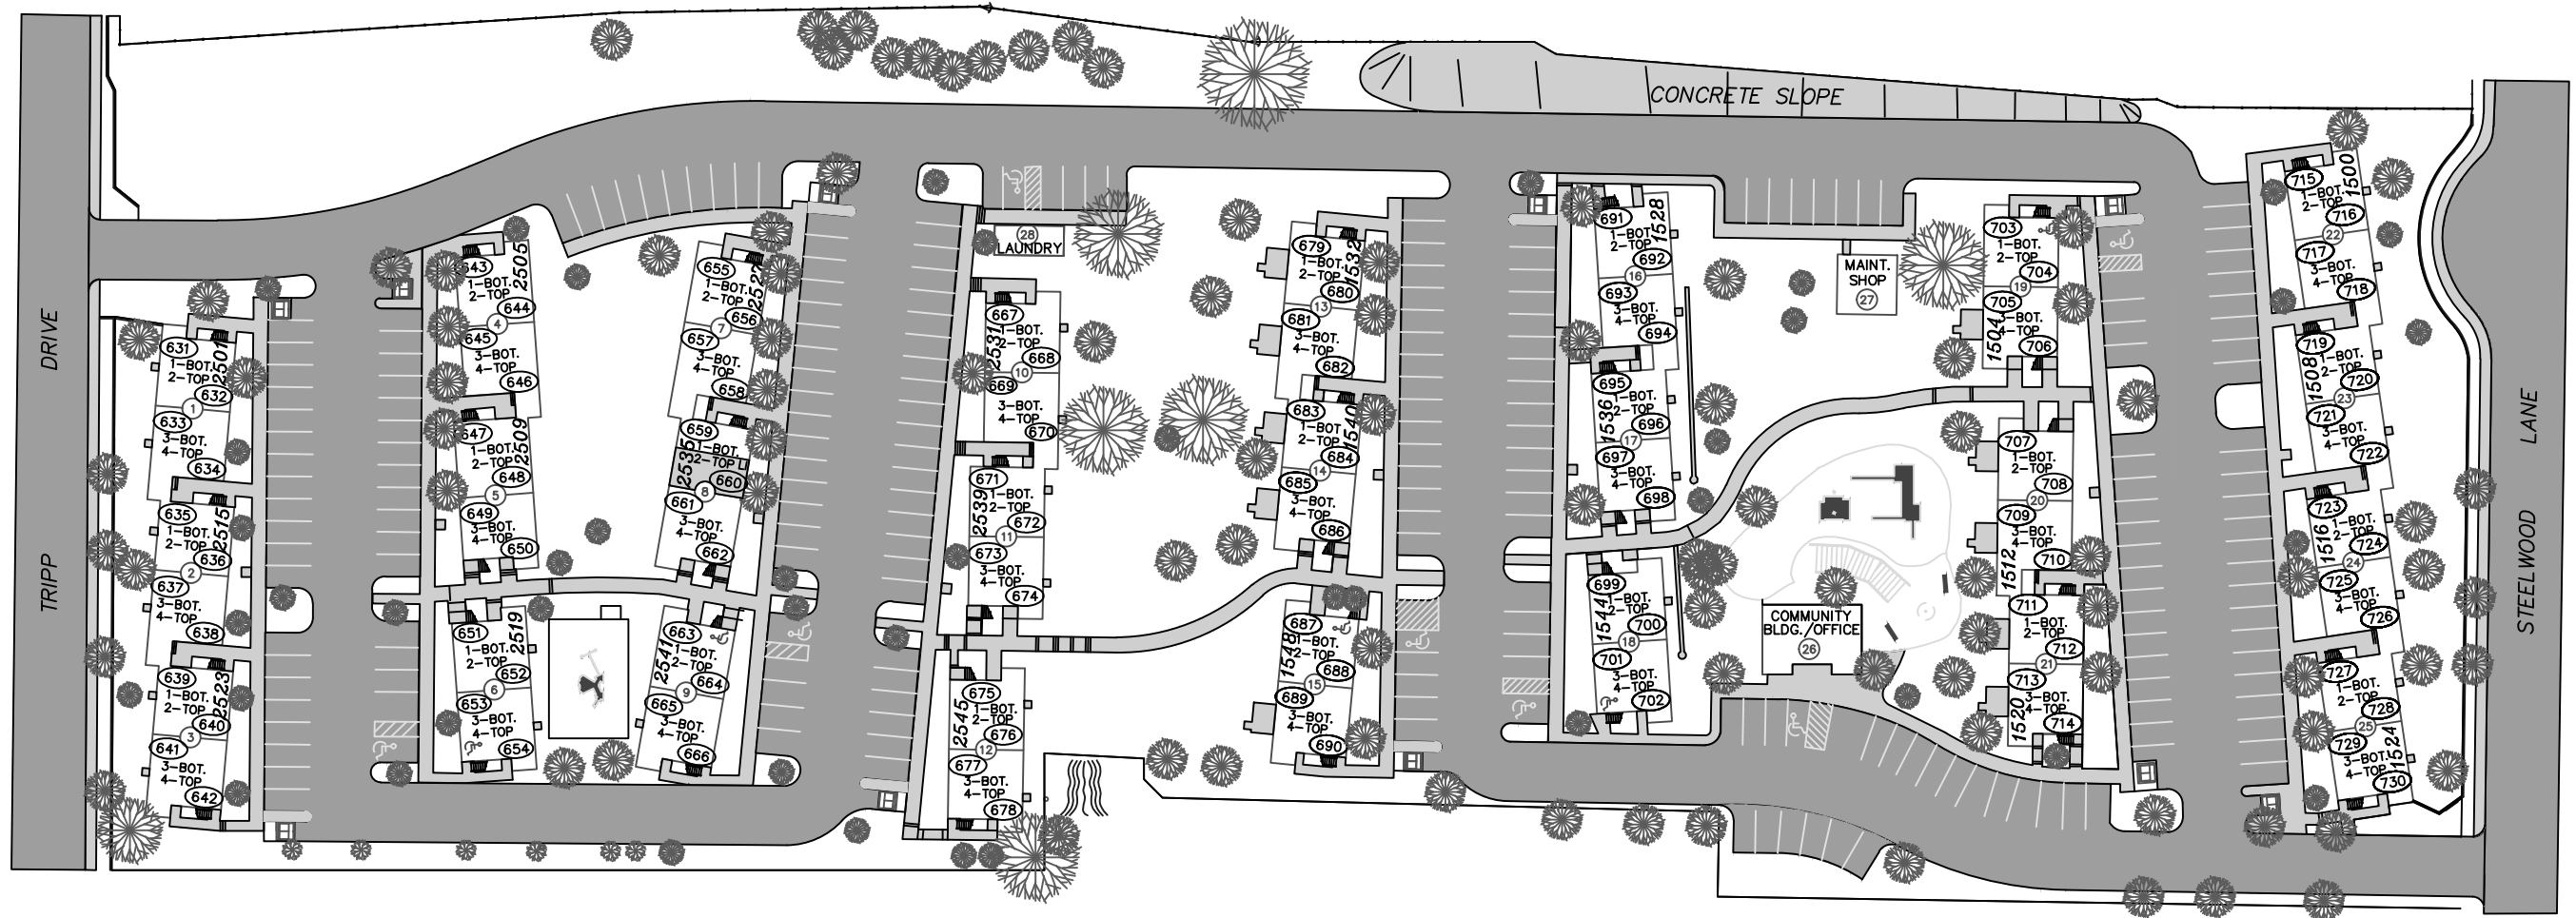 CONCRETE SLOPE
TRIPP DRIVE
STEELWOOD LANE
28
LAUNDRY
MAINT.
SHOP
27
COMMUNITY
BLDG./OFFICE
26
631
1-BOT.
2-TOP
2501
632
1
633
3-BOT.
4-TOP
634
635
1-BOT.
2-TOP
2515
636
2
637
3-BOT.
4-TOP
638
639
1-BOT.
2-TOP
2523
640
3
641
3-BOT.
4-TOP
642
643
1-BOT.
2-TOP
2505
644
4
645
3-BOT.
4-TOP
646
647
1-BOT.
2-TOP
2509
648
5
649
3-BOT.
4-TOP
650
651
1-BOT.
2-TOP
2519
652
6
653
3-BOT.
4-TOP
654
655
1-BOT.
2-TOP
656
7
657
3-BOT.
4-TOP
658
659
1-BOT.
2-TOP
2535
660
8
661
3-BOT.
4-TOP
662
663
1-BOT.
2-TOP
2541
664
9
665
3-BOT.
4-TOP
666
667
1-BOT.
2-TOP
2531
668
10
669
3-BOT.
4-TOP
670
671
1-BOT.
2-TOP
2539
672
11
673
3-BOT.
4-TOP
674
675
1-BOT.
2-TOP
2545
676
12
677
3-BOT.
4-TOP
678
679
1-BOT.
2-TOP
1532
680
13
681
3-BOT.
4-TOP
682
683
1-BOT.
2-TOP
1540
684
14
685
3-BOT.
4-TOP
686
687
1-BOT.
2-TOP
1548
688
15
689
3-BOT.
4-TOP
690
691
1-BOT.
2-TOP
1528
692
16
693
3-BOT.
4-TOP
694
695
1-BOT.
2-TOP
1536
696
17
697
3-BOT.
4-TOP
698
699
1-BOT.
2-TOP
1544
700
18
701
3-BOT.
4-TOP
702
703
1-BOT.
2-TOP
704
19
705
3-BOT.
4-TOP
1504
706
707
1-BOT.
2-TOP
708
20
709
3-BOT.
4-TOP
1512
710
711
1-BOT.
2-TOP
712
21
713
3-BOT.
4-TOP
1520
714
715
1-BOT.
2-TOP
1500
716
22
717
3-BOT.
4-TOP
718
719
1-BOT.
2-TOP
1508
720
23
721
3-BOT.
4-TOP
722
723
1-BOT.
2-TOP
1516
724
24
725
3-BOT.
4-TOP
726
727
1-BOT.
2-TOP
728
25
729
3-BOT.
4-TOP
1524
730